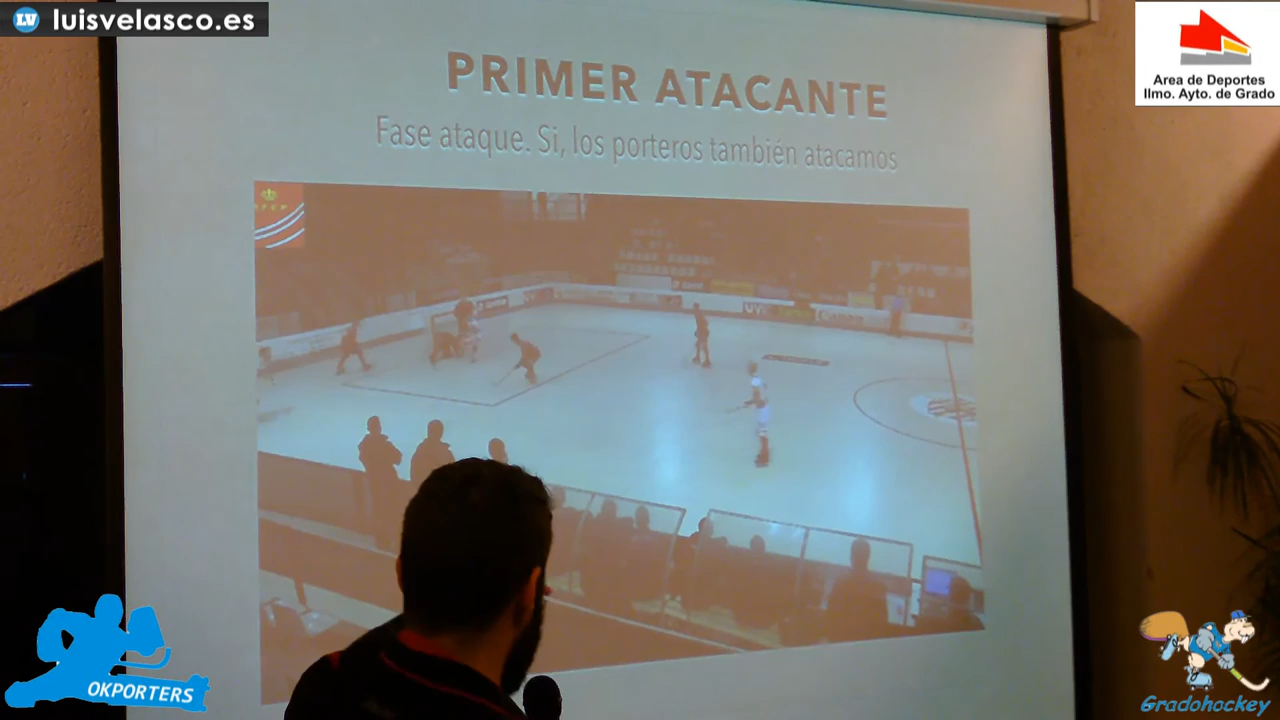 LV luisvelasco.es
Area de Deportes
Ilmo. Ayto. de Grado
PRIMER ATACANTE
Fase ataque. Si, los porteros también atacamos
OKPORTERS
Gradohockey